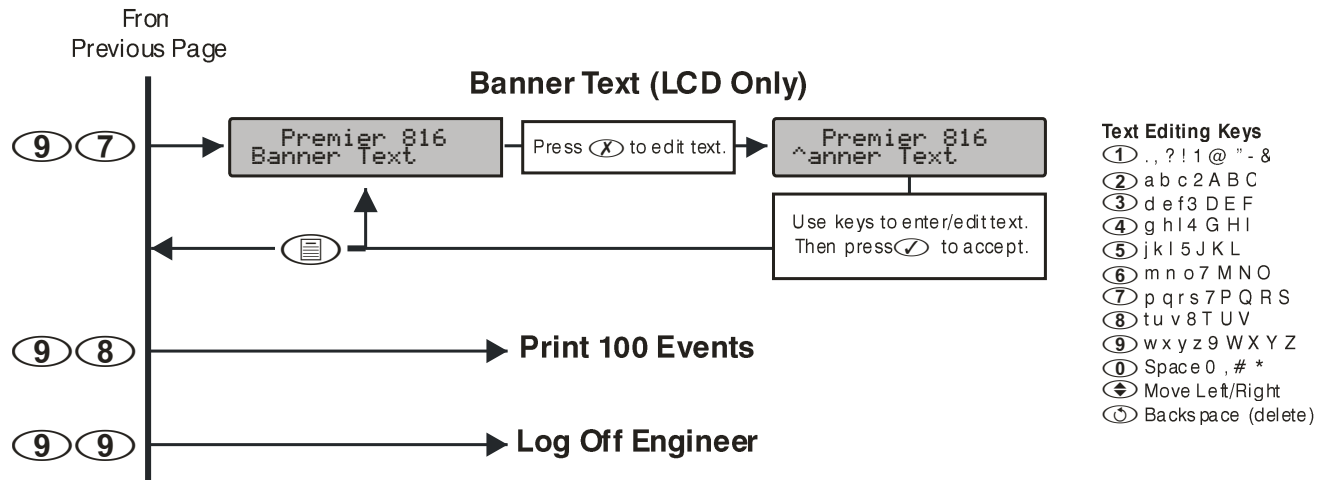 Fron
Previous Page
Banner Text (LCD Only)
9 7
Premier 816
Banner Text
Press ✗ to edit text.
Premier 816
^anner Text
Use keys to enter/edit text.
Then press ✓ to accept.
9 8
Print 100 Events
9 9
Log Off Engineer
Text Editing Keys
1 . , ? ! 1 @ " - &
2 a b c 2 A B C
3 d e f 3 D E F
4 g h I 4 G H I
5 j k l 5 J K L
6 m n o 7 M N O
7 p q r s 7 P Q R S
8 t u v 8 T U V
9 w x y z 9 W X Y Z
0 Space 0 , # *
Move Left/Right
Backspace (delete)